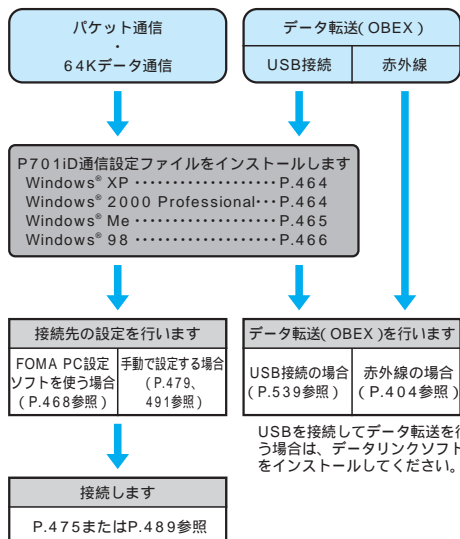 パケット通信
・
64Kデータ通信
データ転送(OBEX)
USB接続
赤外線
P701iD通信設定ファイルをインストールします
Windows® XP ・・・・・・・・・・・・・・・・・・・P.464
Windows® 2000 Professional・・・P.464
Windows® Me ・・・・・・・・・・・・・・・・・・・P.465
Windows® 98 ・・・・・・・・・・・・・・・・・・・P.466
接続先の設定を行います
FOMA PC設定
ソフトを使う場合
(P.468参照)
手動で設定する場合
(P.479、
491参照)
データ転送(OBEX)を行います
USB接続の場合
(P.539参照)
赤外線の場合
(P.404参照)
USBを接続してデータ転送を行
う場合は、データリンクソフト
をインストールしてください。
接続します
P.475またはP.489参照